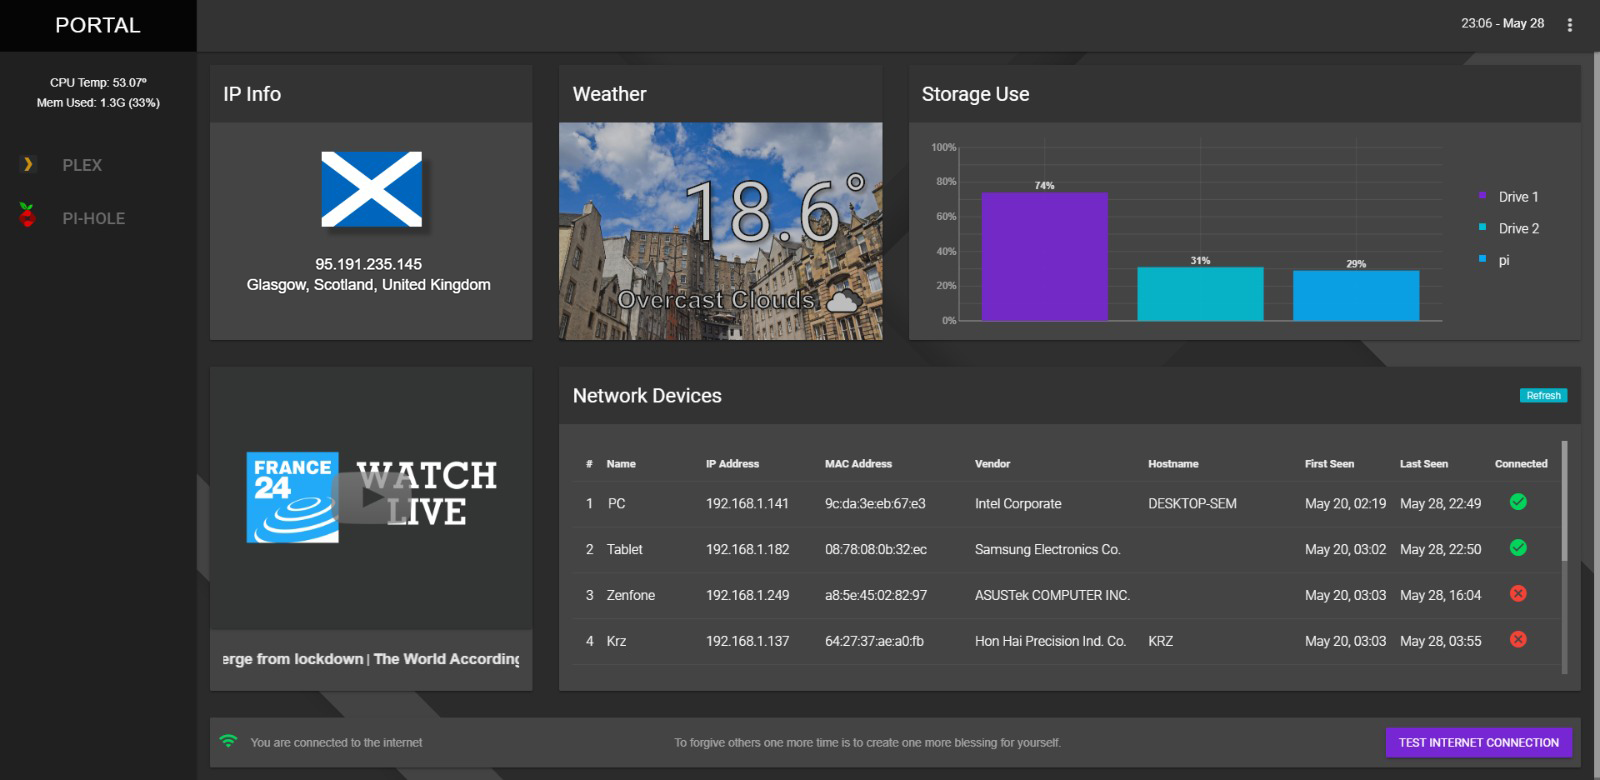 PORTAL
23:06 - May 28
CPU Temp: 53.07º
Mem Used: 1.3G (33%)
PLEX
PI-HOLE
IP Info
95.191.235.145
Glasgow, Scotland, United Kingdom
Weather
18.6°
Overcast Clouds
Storage Use
100%
80%
60%
40%
20%
0%
74%
31%
29%
Drive 1
Drive 2
pi
FRANCE
24
WATCH
LIVE
erge from lockdown | The World According
Network Devices
Refresh
# Name IP Address MAC Address Vendor Hostname First Seen Last Seen Connected
1 PC 192.168.1.141 9c:da:3e:eb:67:e3 Intel Corporate DESKTOP-SEM May 20, 02:19 May 28, 22:49
2 Tablet 192.168.1.182 08:78:08:0b:32:ec Samsung Electronics Co. May 20, 03:02 May 28, 22:50
3 Zenfone 192.168.1.249 a8:5e:45:02:82:97 ASUSTek COMPUTER INC. May 20, 03:03 May 28, 16:04
4 Krz 192.168.1.137 64:27:37:ae:a0:fb Hon Hai Precision Ind. Co. KRZ May 20, 03:03 May 28, 03:55
You are connected to the internet
To forgive others one more time is to create one more blessing for yourself.
TEST INTERNET CONNECTION